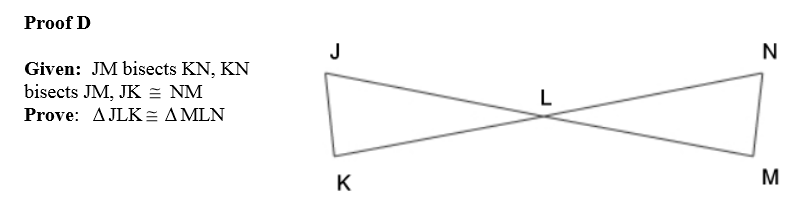 Proof D
Given: JM bisects KN, KN
bisects JM, JK ≅ NM
Prove: ΔJLK ≅ ΔMLN
J
N
L
K
M